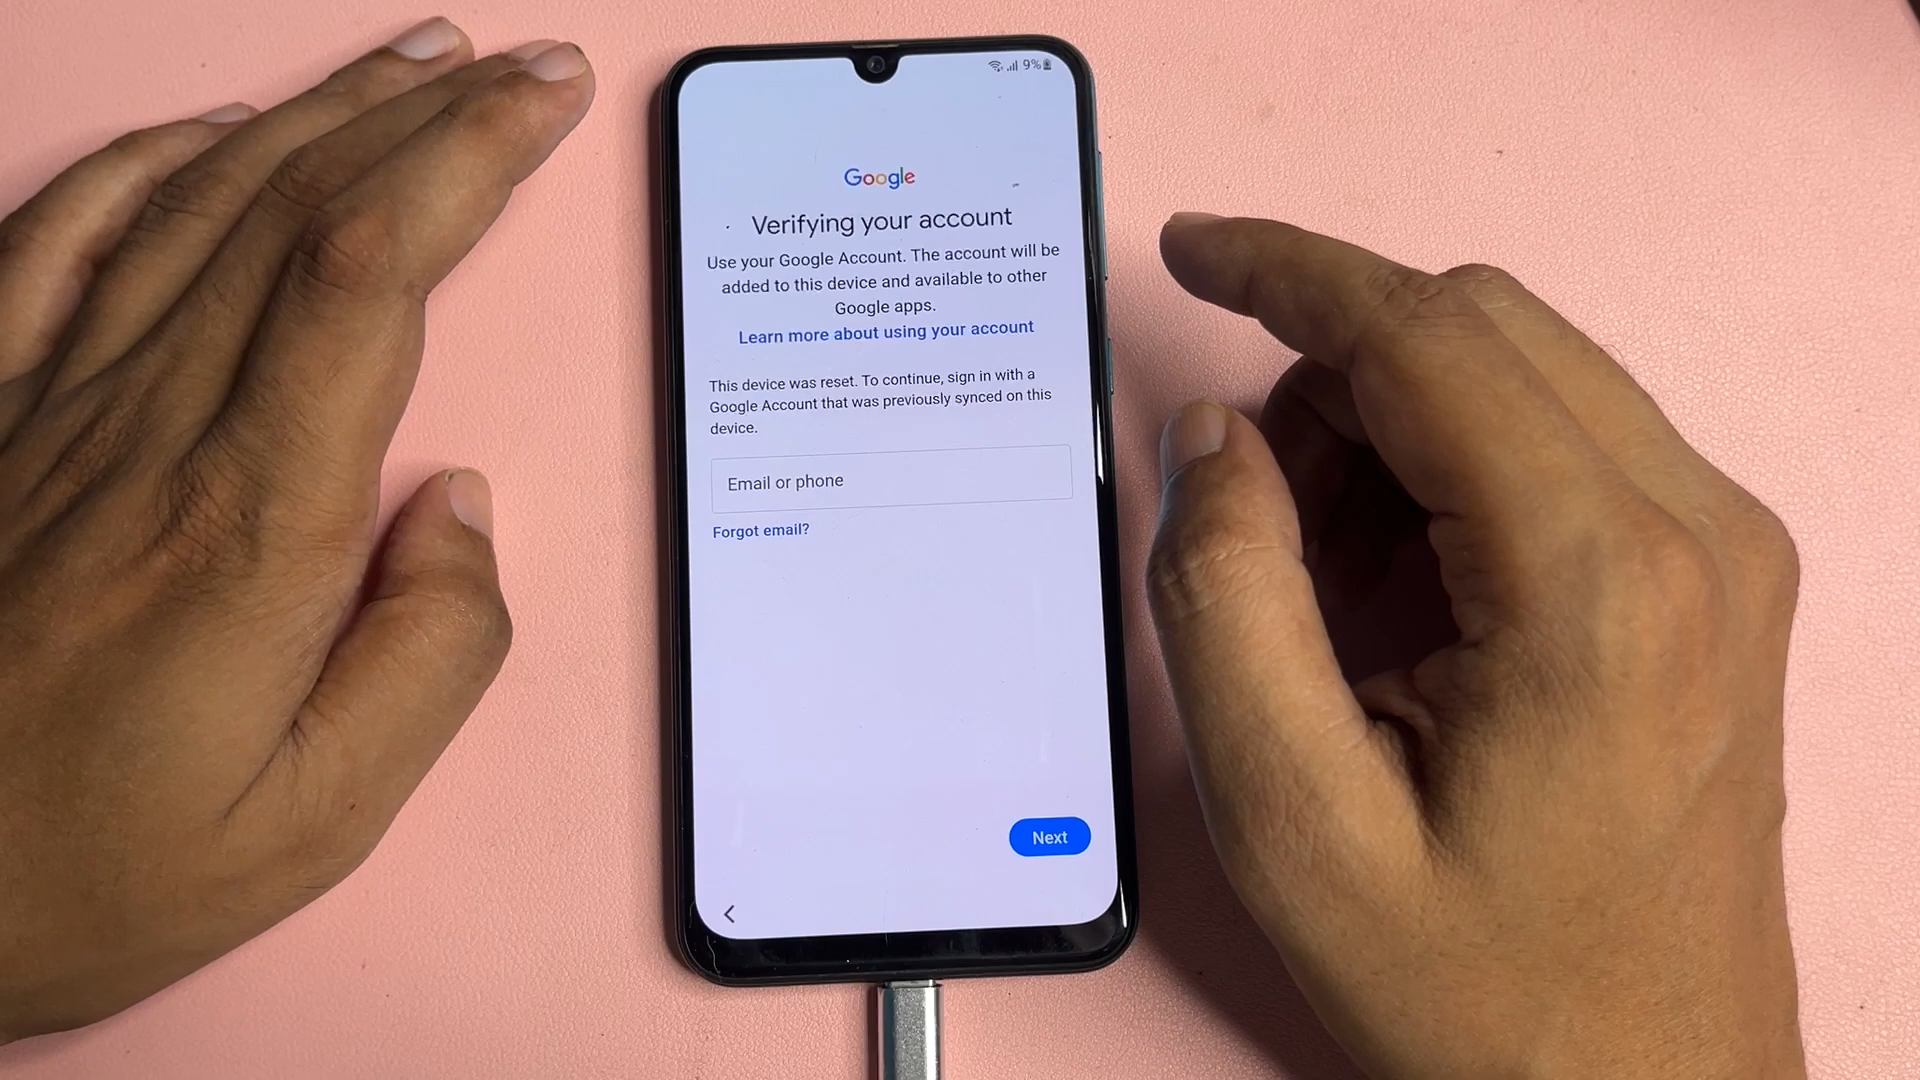 9%
Google
Verifying your account
Use your Google Account. The account will be
added to this device and available to other
Google apps.
Learn more about using your account
This device was reset. To continue, sign in with a
Google Account that was previously synced on this
device.
Email or phone
Forgot email?
Next